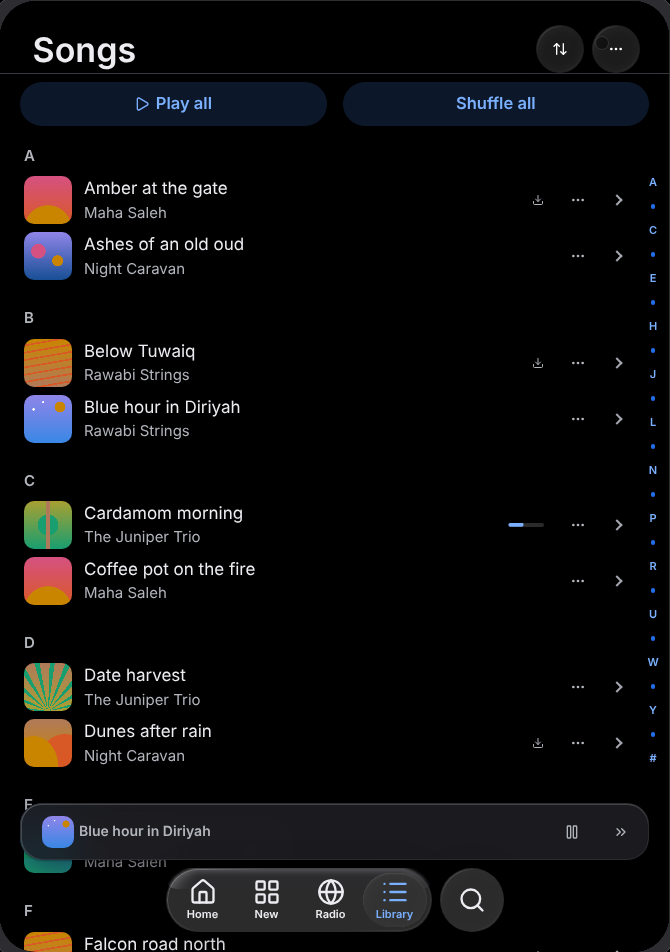 Songs
Play all
Shuffle all
A
Amber at the gate
Maha Saleh
Ashes of an old oud
Night Caravan
B
Below Tuwaiq
Rawabi Strings
Blue hour in Diriyah
Rawabi Strings
C
Cardamom morning
The Juniper Trio
Coffee pot on the fire
Maha Saleh
D
Date harvest
The Juniper Trio
Dunes after rain
Night Caravan
E
Blue hour in Diriyah
Maha Saleh
F
Falcon road north
Home
New
Radio
Library
A
C
E
H
J
L
N
P
R
U
W
Y
#